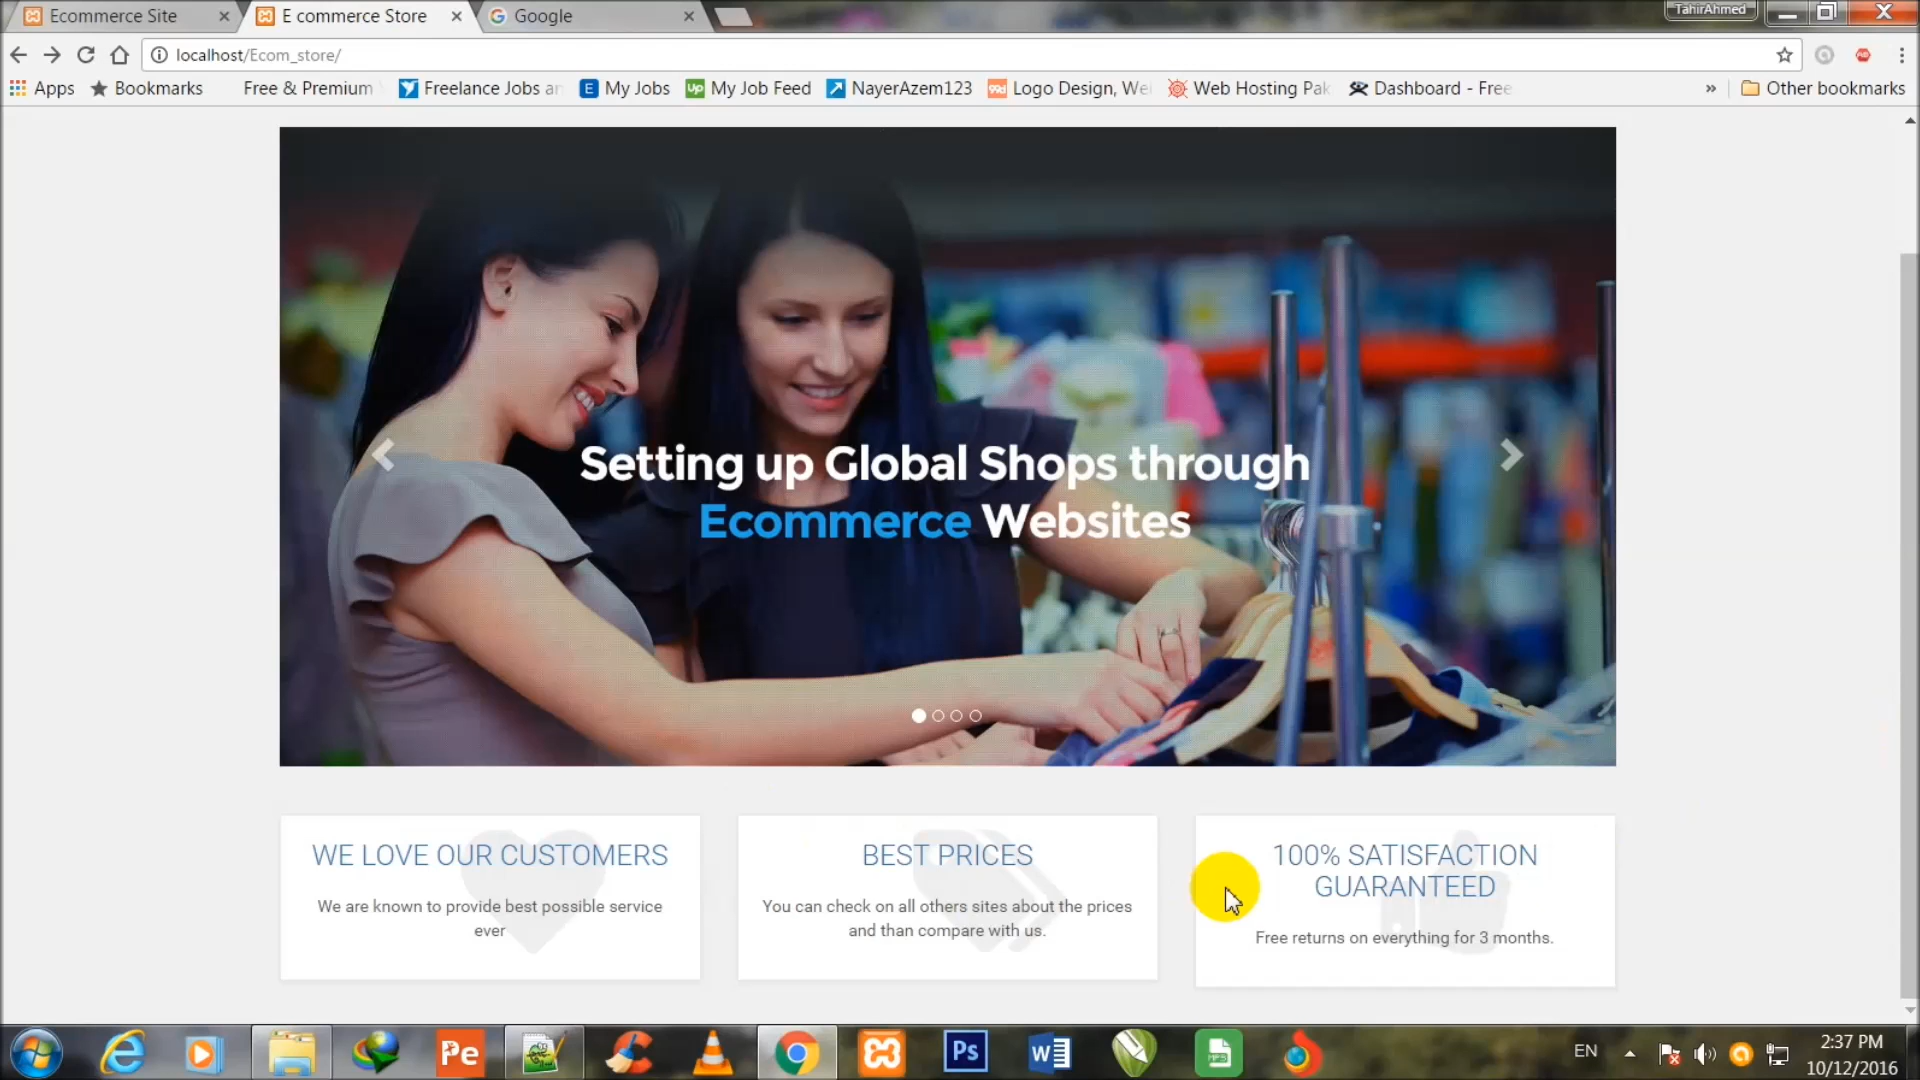 Ecommerce Site
E commerce Store
Google
TahirAhmed
localhost/Ecom_store/
Apps
Bookmarks
Free & Premium
Freelance Jobs an
My Jobs
My Job Feed
NayerAzem123
Logo Design, We
Web Hosting Pak
Dashboard - Free
»
Other bookmarks
Setting up Global Shops through
Ecommerce Websites
WE LOVE OUR CUSTOMERS
We are known to provide best possible service
ever
BEST PRICES
You can check on all others sites about the prices
and than compare with us.
100% SATISFACTION
GUARANTEED
Free returns on everything for 3 months.
Pe
Ps
W
MP3
EN
2:37 PM
10/12/2016